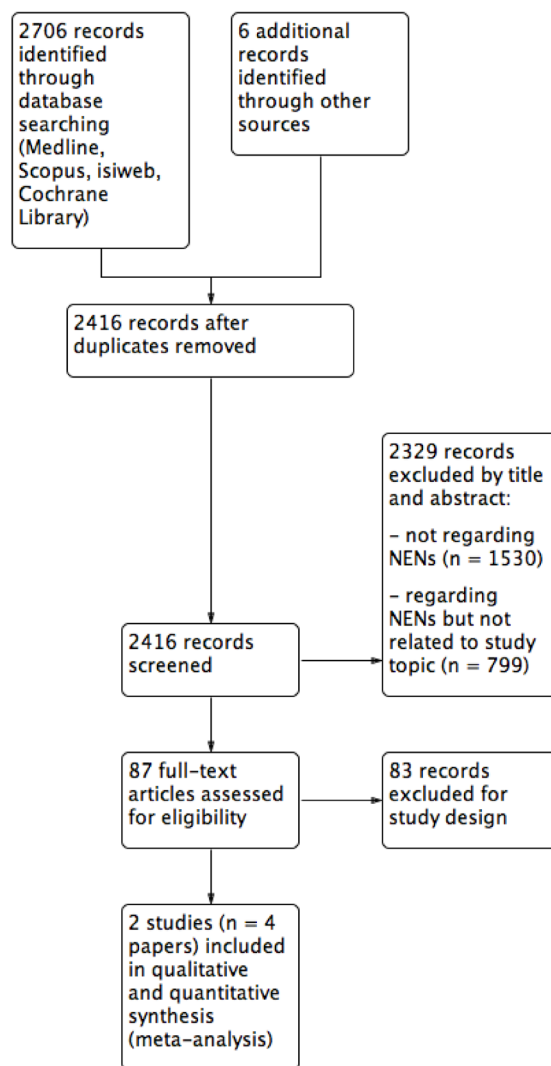 2706 records
identified
through
database
searching
(Medline,
Scopus, isiweb,
Cochrane
Library)
6 additional
records
identified
through other
sources
2416 records after
duplicates removed
2329 records
excluded by title
and abstract:
– not regarding
NENs (n = 1530)
– regarding
NENs but not
related to study
topic (n = 799)
2416 records
screened
87 full-text
articles assessed
for eligibility
83 records
excluded for
study design
2 studies (n = 4
papers) included
in qualitative
and quantitative
synthesis
(meta-analysis)